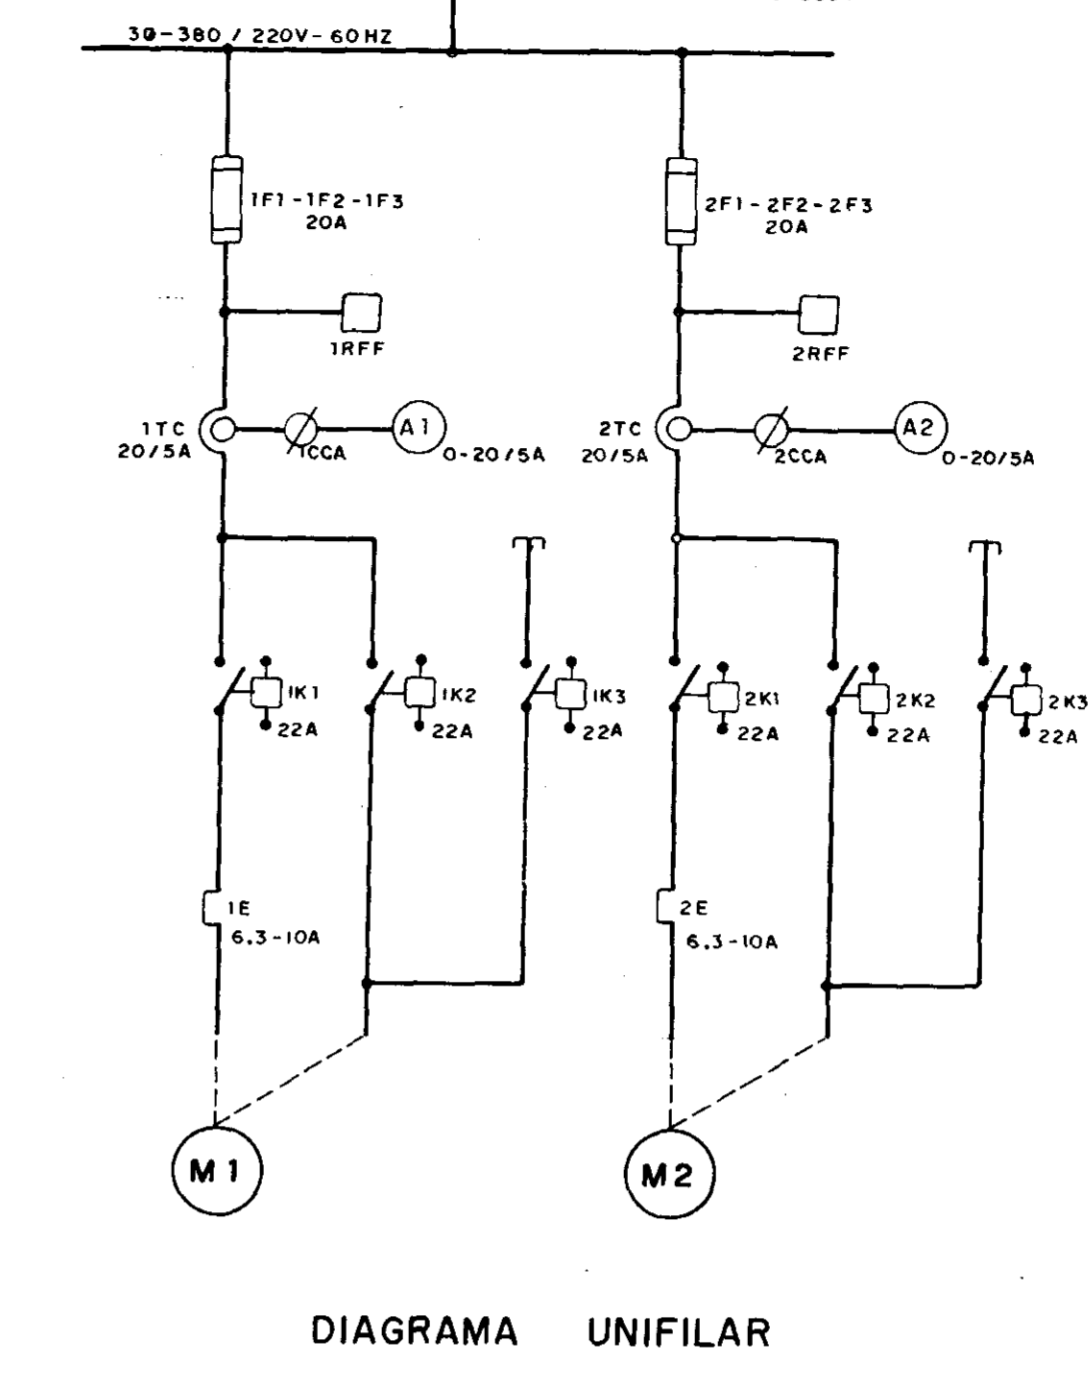 3Ø-380 / 220V-60HZ
1F1-1F2-1F3
20A
2F1-2F2-2F3
20A
1RFF
2RFF
1TC
20/5A
1CCA
A1
0-20/5A
2TC
20/5A
2CCA
A2
0-20/5A
1K1
22A
1K2
22A
1K3
22A
2K1
22A
2K2
22A
2K3
22A
1E
6.3-10A
2E
6.3-10A
M1
M2
DIAGRAMA UNIFILAR